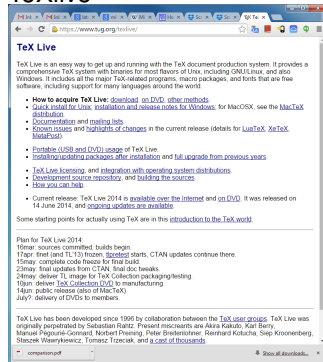 TeX Live
https://www.tug.org/texlive/
TeX Live
TeX Live is an easy way to get up and running with the TeX document production system. It provides a
comprehensive TeX system with binaries for most flavors of Unix, including GNU/Linux, and also
Windows. It includes all the major TeX-related programs, macro packages, and fonts that are free
software, including support for many languages around the world.
How to acquire TeX Live: download, on DVD, other methods.
Quick install for Unix; installation and release notes for Windows; for MacOSX, see the MacTeX
distribution.
Documentation and mailing lists.
Known issues and highlights of changes in the current release (details for LuaTeX, XeTeX,
MetaPost).
Portable (USB and DVD) usage of TeX Live.
Installing/updating packages after installation and full upgrade from previous years.
TeX Live licensing, and integration with operating system distributions.
Development source repository, and building the sources.
How you can help.
Current release: TeX Live 2014 is available over the Internet and on DVD. It was released on
14 June 2014, and ongoing updates are available.
Some starting points for actually using TeX are in this introduction to the TeX world.
Plan for TeX Live 2014:
16mar: sources committed, builds begin.
17apr: tlnet (and TL'13) frozen, tlpretest starts, CTAN updates continue there.
15may: complete code freeze for final build.
23may: final updates from CTAN, final doc tweaks.
24may: deliver TL image for TeX Collection packaging/testing.
10jun: deliver TeX Collection DVD to manufacturing.
14jun: public release (also of MacTeX).
July?: delivery of DVDs to members.
TeX Live has been developed since 1996 by collaboration between the TeX user groups. TeX Live was
originally perpetrated by Sebastian Rahtz. Present miscreants are Akira Kakuto, Karl Berry,
Manuel Pégourié-Gonnard, Norbert Preining, Peter Breitenlohner, Reinhard Kotucha, Siep Kroonenberg,
Staszek Wawrykiewicz, Tomasz Trzeciak, and a cast of thousands.
comparison.pdf
Show all downloads...